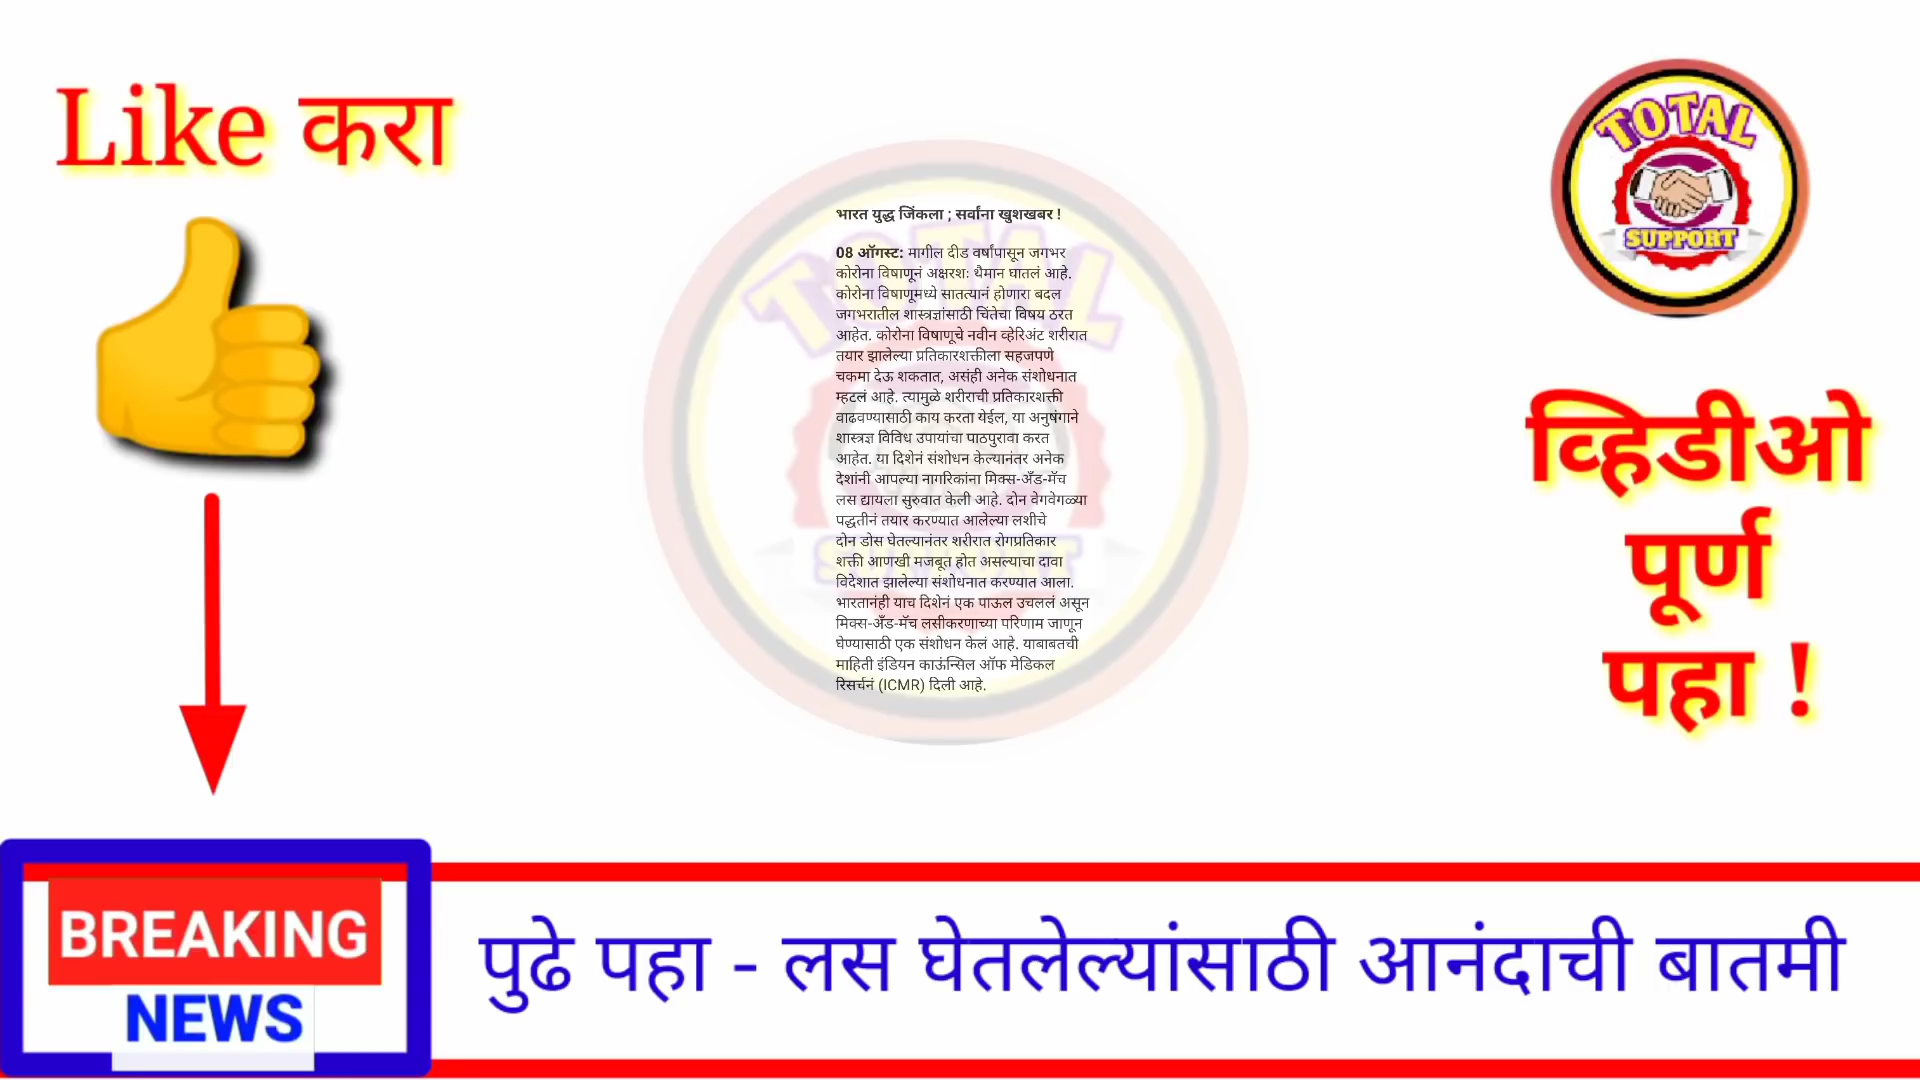 Like करा
TOTAL
SUPPORT
व्हिडीओ
पूर्ण
पहा !
भारत युद्ध जिंकला ; सर्वांना खुशखबर !
08 ऑगस्ट: मागील दीड वर्षांपासून जगभर
कोरोना विषाणूनं अक्षरशः थैमान घातलं आहे.
कोरोना विषाणूमध्ये सातत्यानं होणारा बदल
जगभरातील शास्त्रज्ञांसाठी चिंतेचा विषय ठरत
आहेत. कोरोना विषाणूचे नवीन व्हेरिअंट शरीरात
तयार झालेल्या प्रतिकारशक्तीला सहजपणे
चकमा देऊ शकतात, असंही अनेक संशोधनात
म्हटलं आहे. त्यामुळे शरीराची प्रतिकारशक्ती
वाढवण्यासाठी काय करता येईल, या अनुषंगाने
शास्त्रज्ञ विविध उपायांचा पाठपुरावा करत
आहेत. या दिशेनं संशोधन केल्यानंतर अनेक
देशांनी आपल्या नागरिकांना मिक्स-अँड-मॅच
लस द्यायला सुरुवात केली आहे. दोन वेगवेगळ्या
पद्धतीनं तयार करण्यात आलेल्या लशीचे
दोन डोस घेतल्यानंतर शरीरात रोगप्रतिकार
शक्ती आणखी मजबूत होत असल्याचा दावा
विदेशात झालेल्या संशोधनात करण्यात आला.
भारतानंही याच दिशेनं एक पाऊल उचललं असून
मिक्स-अँड-मॅच लसीकरणाच्या परिणाम जाणून
घेण्यासाठी एक संशोधन केलं आहे. याबाबतची
माहिती इंडियन काऊंन्सिल ऑफ मेडिकल
रिसर्चनं (ICMR) दिली आहे.
TOTAL
SUPPORT
BREAKING
NEWS
पुढे पहा - लस घेतलेल्यांसाठी आनंदाची बातमी